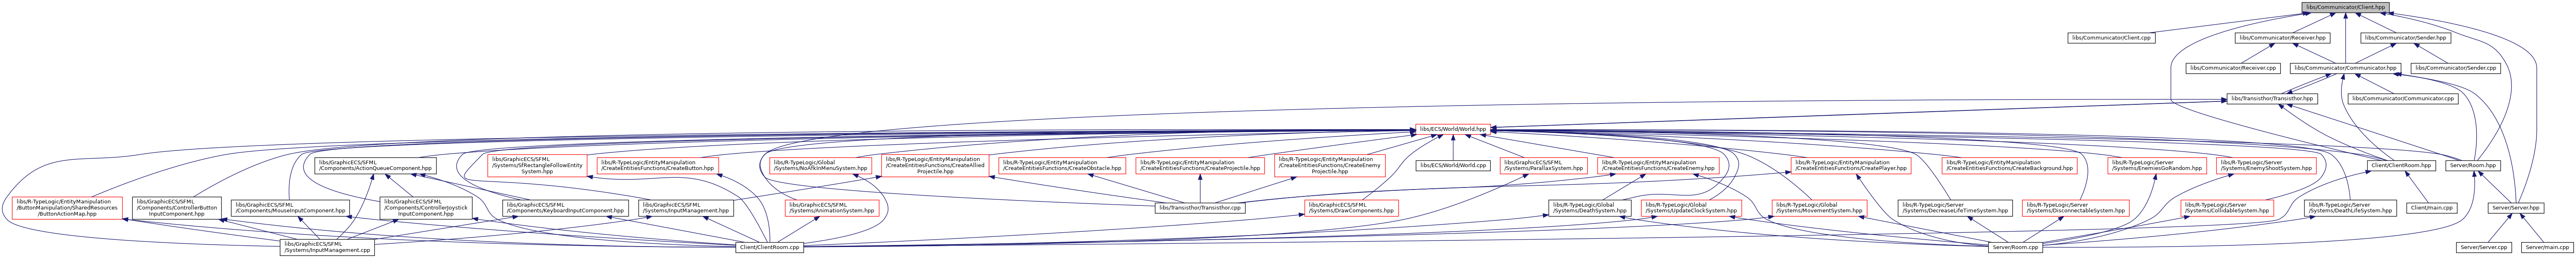 libs/Communicator/Client.hpp
libs/Communicator/Client.cpp
libs/Communicator/Receiver.hpp
libs/Communicator/Sender.hpp
libs/Communicator/Receiver.cpp
libs/Communicator/Communicator.hpp
libs/Communicator/Sender.cpp
libs/Transisthor/Transisthor.hpp
libs/Communicator/Communicator.cpp
libs/ECS/World/World.hpp
libs/GraphicECS/SFML
/Components/ActionQueueComponent.hpp
libs/GraphicECS/SFML
/Systems/SfRectangleFollowEntity
System.hpp
libs/R-TypeLogic/EntityManipulation
/CreateEntitiesFunctions/CreateButton.hpp
libs/R-TypeLogic/Global
/Systems/NoAfkInMenuSystem.hpp
libs/R-TypeLogic/EntityManipulation
/CreateEntitiesFunctions/CreateAllied
Projectile.hpp
libs/R-TypeLogic/EntityManipulation
/CreateEntitiesFunctions/CreateObstacle.hpp
libs/R-TypeLogic/EntityManipulation
/CreateEntitiesFunctions/CreateProjectile.hpp
libs/R-TypeLogic/EntityManipulation
/CreateEntitiesFunctions/CreateEnemy
Projectile.hpp
libs/ECS/World/World.cpp
libs/GraphicECS/SFML
/Systems/ParallaxSystem.hpp
libs/R-TypeLogic/EntityManipulation
/CreateEntitiesFunctions/CreateEnemy.hpp
libs/R-TypeLogic/EntityManipulation
/CreateEntitiesFunctions/CreatePlayer.hpp
libs/R-TypeLogic/EntityManipulation
/CreateEntitiesFunctions/CreateBackground.hpp
libs/R-TypeLogic/Server
/Systems/EnemiesGoRandom.hpp
libs/R-TypeLogic/Server
/Systems/EnemyShootSystem.hpp
Client/ClientRoom.hpp
Server/Room.hpp
libs/R-TypeLogic/EntityManipulation
/ButtonManipulation/SharedResources
/ButtonActionMap.hpp
libs/GraphicECS/SFML
/Components/ControllerButton
InputComponent.hpp
libs/GraphicECS/SFML
/Components/MouseInputComponent.hpp
libs/GraphicECS/SFML
/Components/ControllerJoystick
InputComponent.hpp
libs/GraphicECS/SFML
/Components/KeyboardInputComponent.hpp
libs/GraphicECS/SFML
/Systems/InputManagement.hpp
libs/GraphicECS/SFML
/Systems/AnimationSystem.hpp
libs/Transisthor/Transisthor.cpp
libs/GraphicECS/SFML
/Systems/DrawComponents.hpp
libs/R-TypeLogic/Global
/Systems/DeathSystem.hpp
libs/R-TypeLogic/Global
/Systems/UpdateClockSystem.hpp
libs/R-TypeLogic/Global
/Systems/MovementSystem.hpp
libs/R-TypeLogic/Server
/Systems/DecreaseLifeTimeSystem.hpp
libs/R-TypeLogic/Server
/Systems/DisconnectableSystem.hpp
libs/R-TypeLogic/Server
/Systems/CollidableSystem.hpp
libs/R-TypeLogic/Server
/Systems/DeathLifeSystem.hpp
Client/main.cpp
Server/Server.hpp
libs/GraphicECS/SFML
/Systems/InputManagement.cpp
Client/ClientRoom.cpp
Server/Room.cpp
Server/Server.cpp
Server/main.cpp